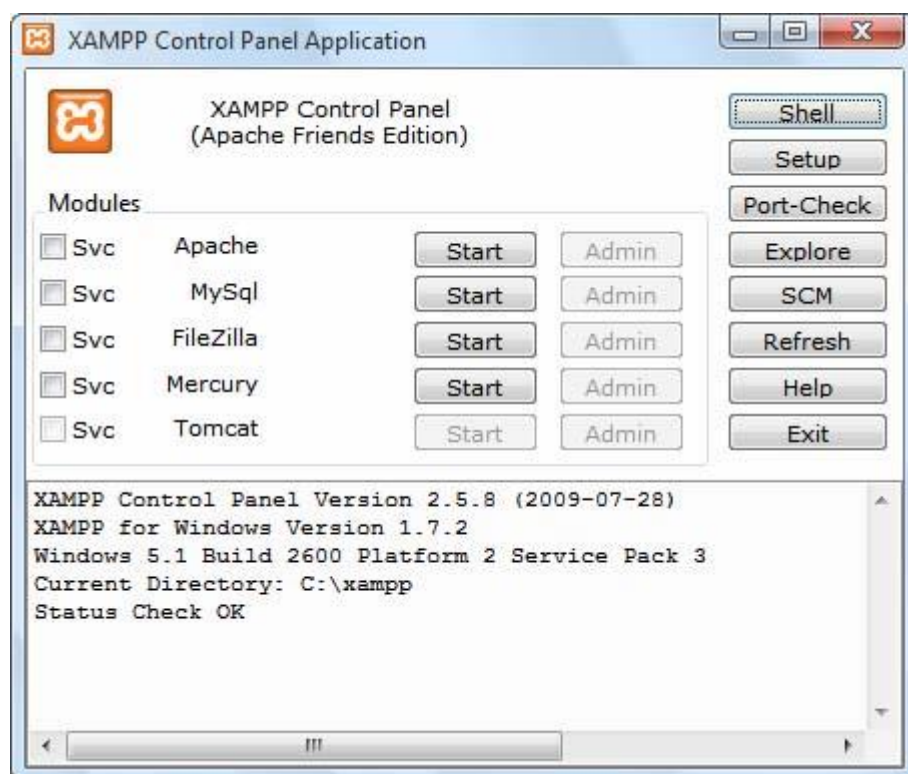 XAMPP Control Panel Application
XAMPP Control Panel
(Apache Friends Edition)
Shell
Setup
Port-Check
Explore
SCM
Refresh
Help
Exit
Modules
Svc Apache Start Admin
Svc MySql Start Admin
Svc FileZilla Start Admin
Svc Mercury Start Admin
Svc Tomcat Start Admin
XAMPP Control Panel Version 2.5.8 (2009-07-28)
XAMPP for Windows Version 1.7.2
Windows 5.1 Build 2600 Platform 2 Service Pack 3
Current Directory: C:\xampp
Status Check OK